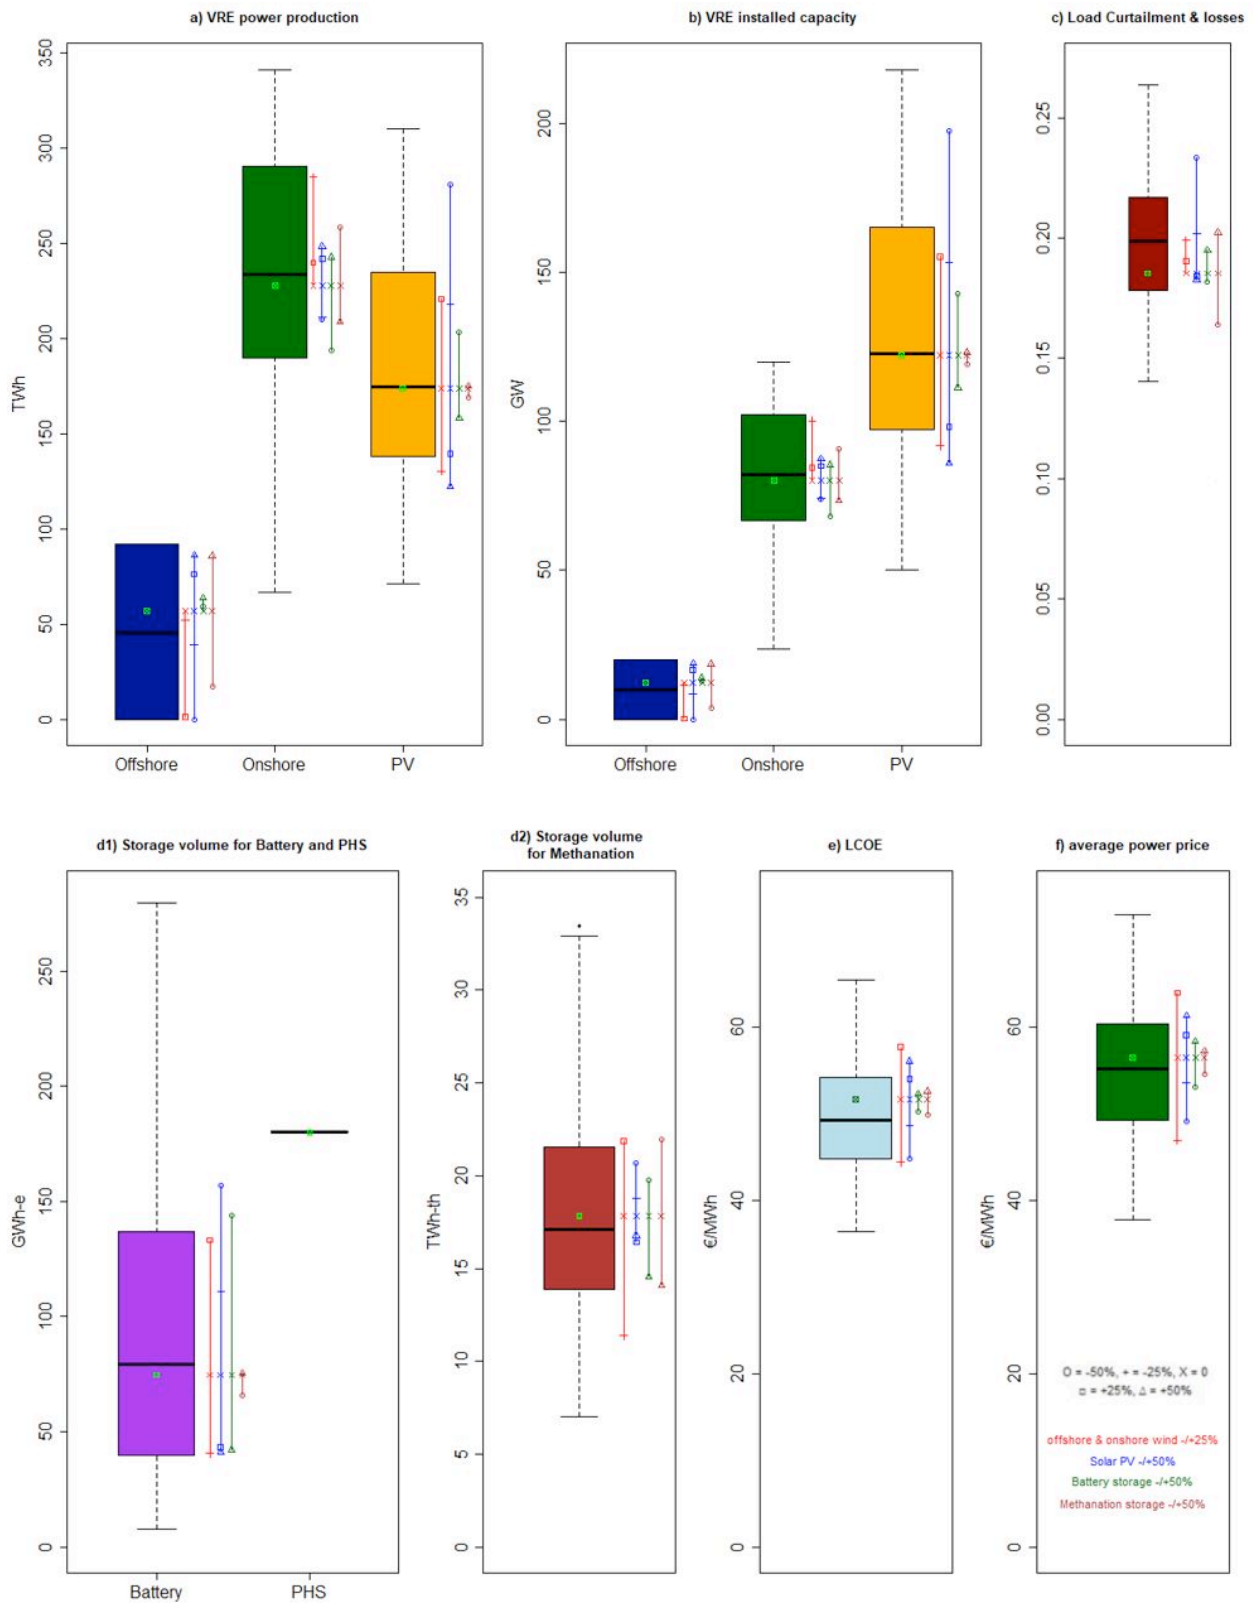 a) VRE power production
b) VRE installed capacity
c) Load Curtailment & losses
TWh
0
50
100
150
200
250
300
350
Offshore
Onshore
PV
GW
0
50
100
150
200
Offshore
Onshore
PV
0.00
0.05
0.10
0.15
0.20
0.25
d1) Storage volume for Battery and PHS
d2) Storage volume
for Methanation
e) LCOE
f) average power price
GWh-e
0
50
100
150
200
250
Battery
PHS
TWh-th
0
5
10
15
20
25
30
35
€/MWh
0
20
40
60
€/MWh
0
20
40
60
O = -50%, + = -25%, X = 0
□ = +25%, Δ = +50%
offshore & onshore wind -/+25%
Solar PV -/+50%
Battery storage -/+50%
Methanation storage -/+50%